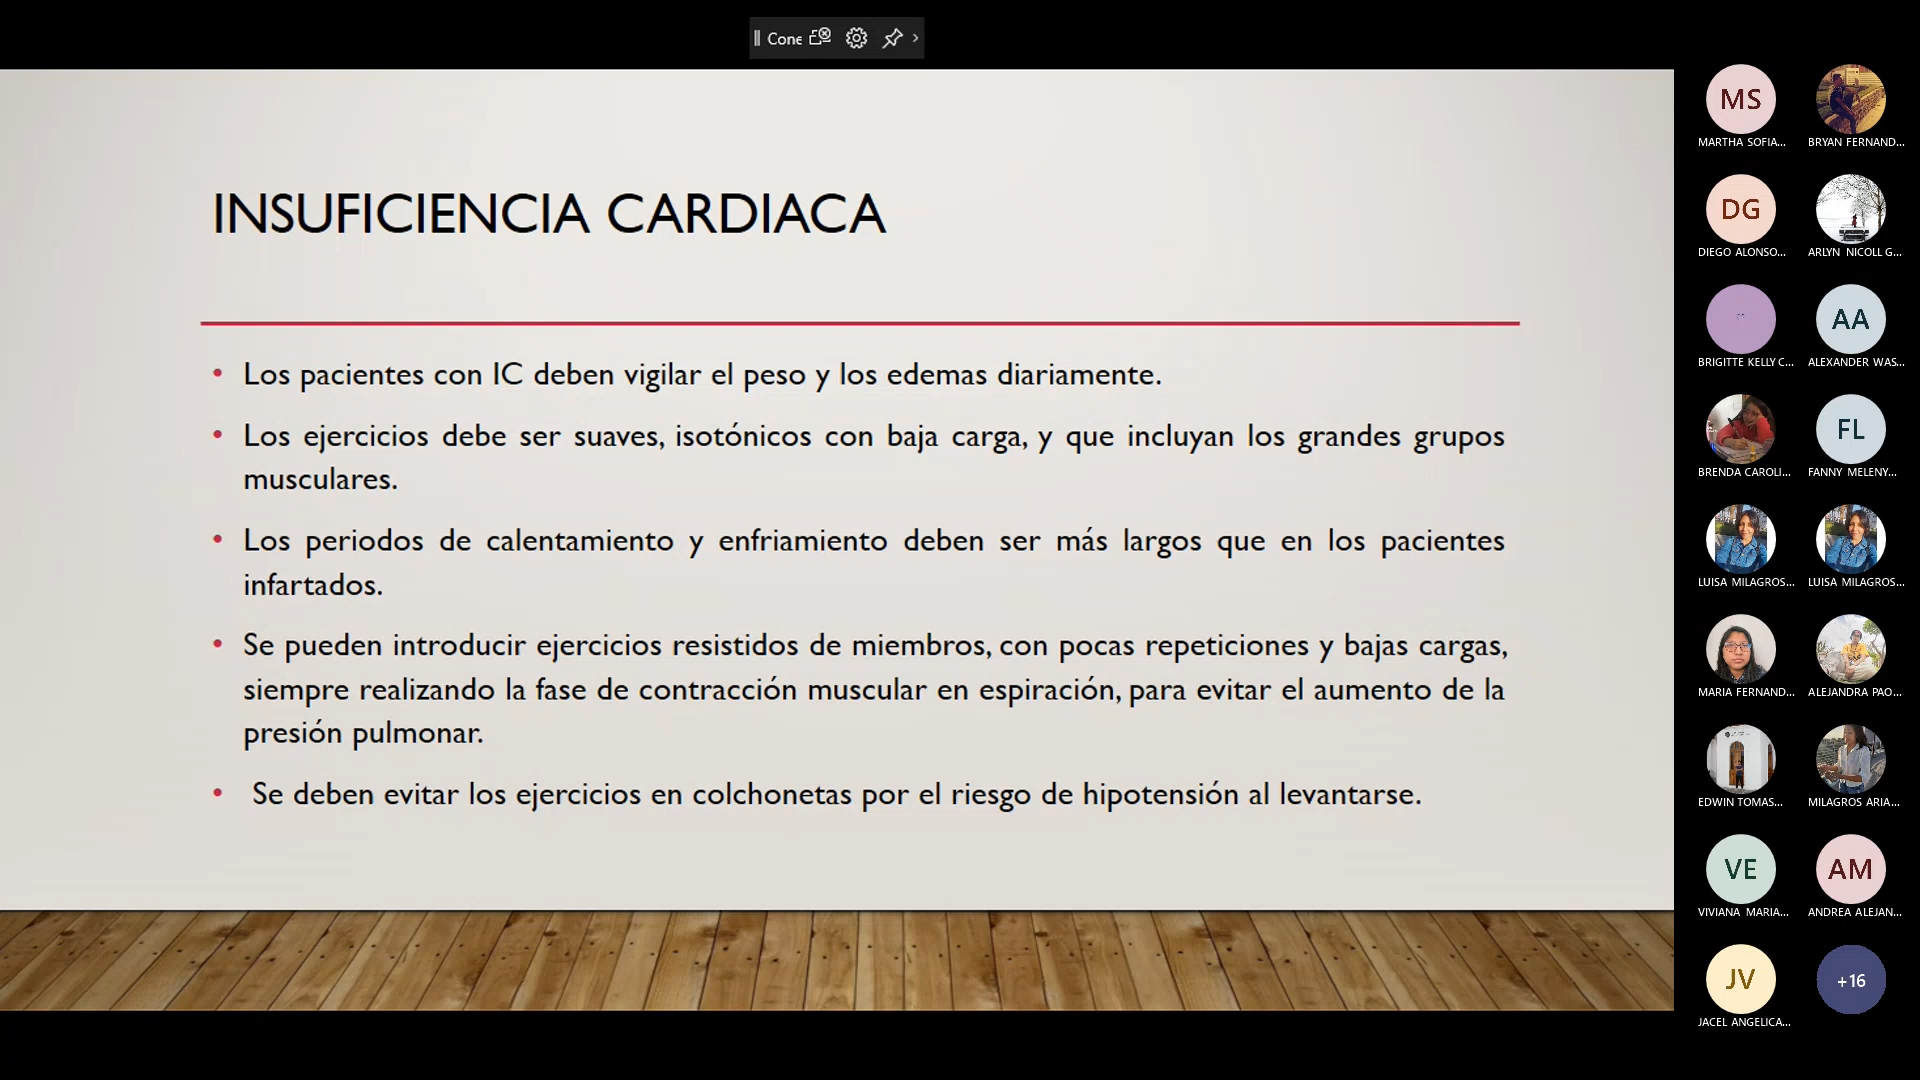 Cone
INSUFICIENCIA CARDIACA
• Los pacientes con IC deben vigilar el peso y los edemas diariamente.
• Los ejercicios debe ser suaves, isotónicos con baja carga, y que incluyan los grandes grupos
musculares.
• Los periodos de calentamiento y enfriamiento deben ser más largos que en los pacientes
infartados.
• Se pueden introducir ejercicios resistidos de miembros, con pocas repeticiones y bajas cargas,
siempre realizando la fase de contracción muscular en espiración, para evitar el aumento de la
presión pulmonar.
• Se deben evitar los ejercicios en colchonetas por el riesgo de hipotensión al levantarse.
MS
MARTHA SOFIA... BRYAN FERNAND...
DG
DIEGO ALONSO... ARLYN NICOLL G...
AA
BRIGITTE KELLY C... ALEXANDER WAS...
FL
BRENDA CAROLI... FANNY MELENY...
LUISA MILAGROS... LUISA MILAGROS...
MARIA FERNAND... ALEJANDRA PAO...
EDWIN TOMAS... MILAGROS ARIA...
VE AM
VIVIANA MARIA... ANDREA ALEJAN...
JV +16
JACEL ANGELICA...